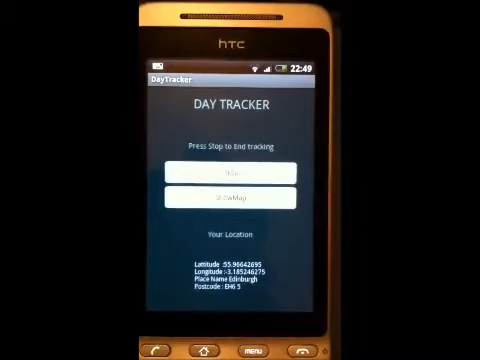 htc
22:49
DayTracker
DAY TRACKER
Press Stop to End tracking
ShowMap
Your Location
Lattitude :55.96642695
Longitude :-3.185246275
Place Name Edinburgh
Postcode : EH6 5
MENU